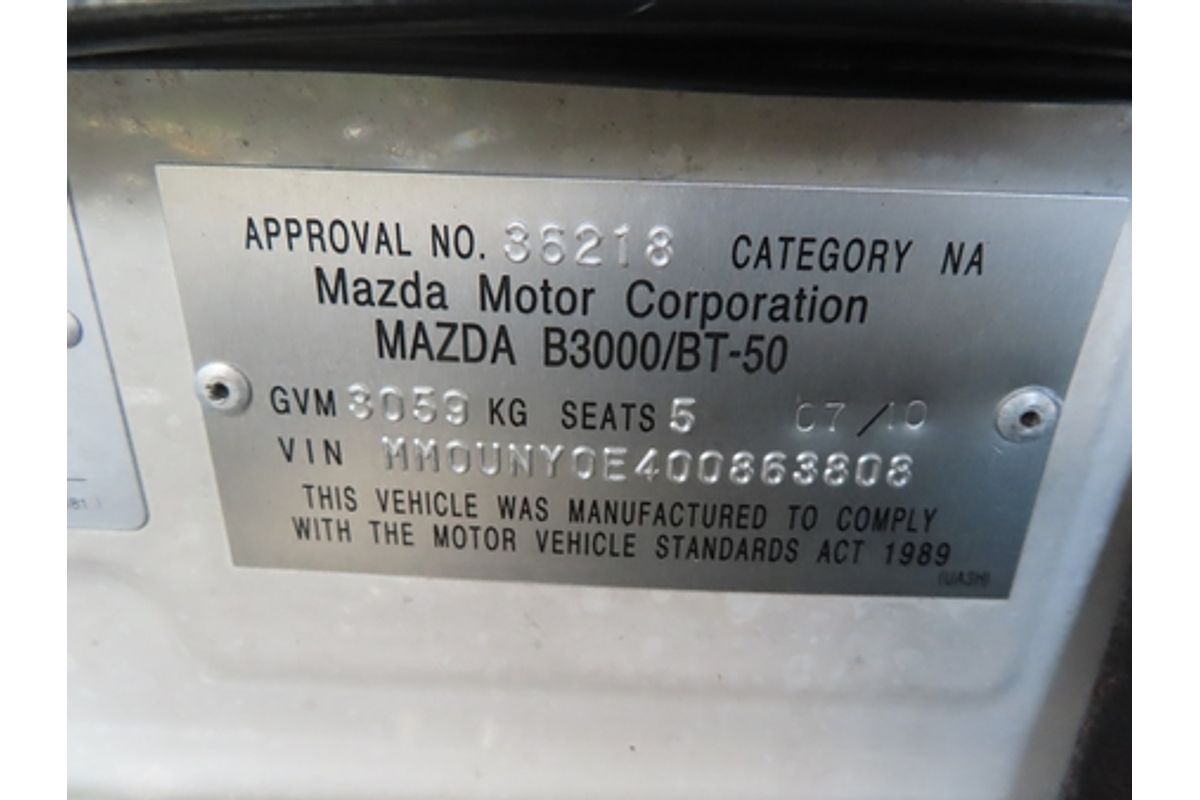 APPROVAL NO. 36218 CATEGORY NA
Mazda Motor Corporation
MAZDA B3000/BT-50
GVM 3059 KG SEATS 5 07/10
VIN MM0UNY0E400863808
THIS VEHICLE WAS MANUFACTURED TO COMPLY
WITH THE MOTOR VEHICLE STANDARDS ACT 1989
(UA3H)